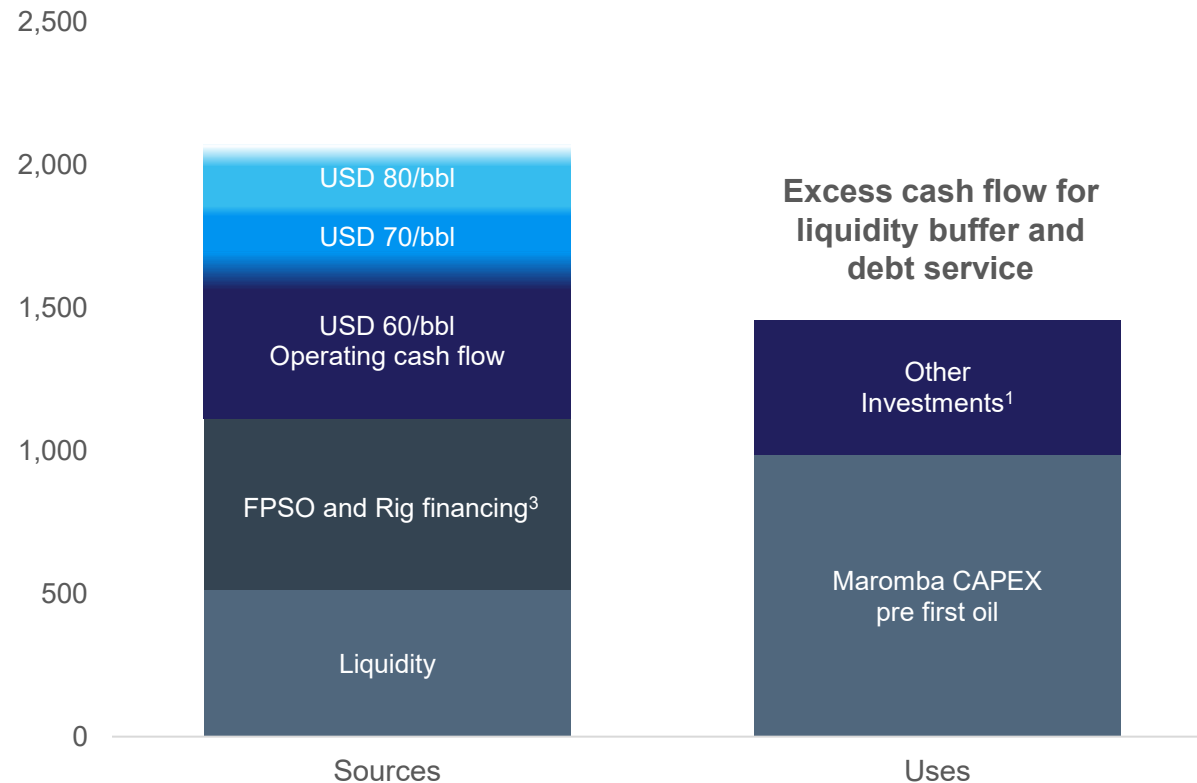 2,500
2,000
1,500
1,000
500
0
USD 80/bbl
USD 70/bbl
USD 60/bbl
Operating cash flow
FPSO and Rig financing³
Liquidity
Sources
Excess cash flow for
liquidity buffer and
debt service
Other
Investments¹
Maromba CAPEX
pre first oil
Uses